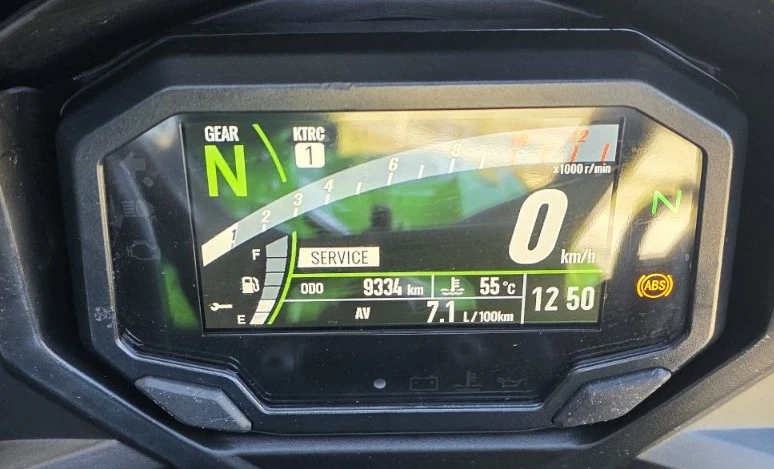 GEAR KTRC
N 1
1 2 3 4 6 8
x1000 r/min
N
0 km/h
F
SERVICE
ABS
ODO 9334 km 55 °C
12 50
AV 7.1 L/100km
E